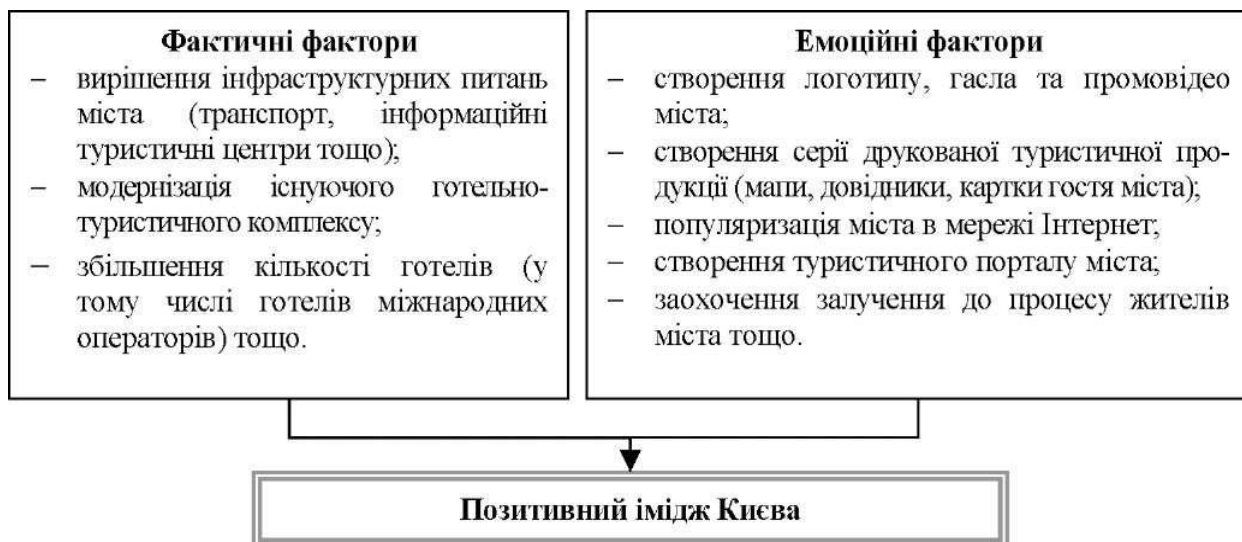 Фактичні фактори
– вирішення інфраструктурних питань
міста (транспорт, інформаційні
туристичні центри тощо);
– модернізація існуючого готельно-
туристичного комплексу;
– збільшення кількості готелів (у
тому числі готелів міжнародних
операторів) тощо.
Емоційні фактори
– створення логотипу, гасла та промовідео
міста;
– створення серії друкованої туристичної про-
дукції (мапи, довідники, картки гостя міста);
– популяризація міста в мережі Інтернет;
– створення туристичного порталу міста;
– заохочення залучення до процесу жителів
міста тощо.
Позитивний імідж Києва